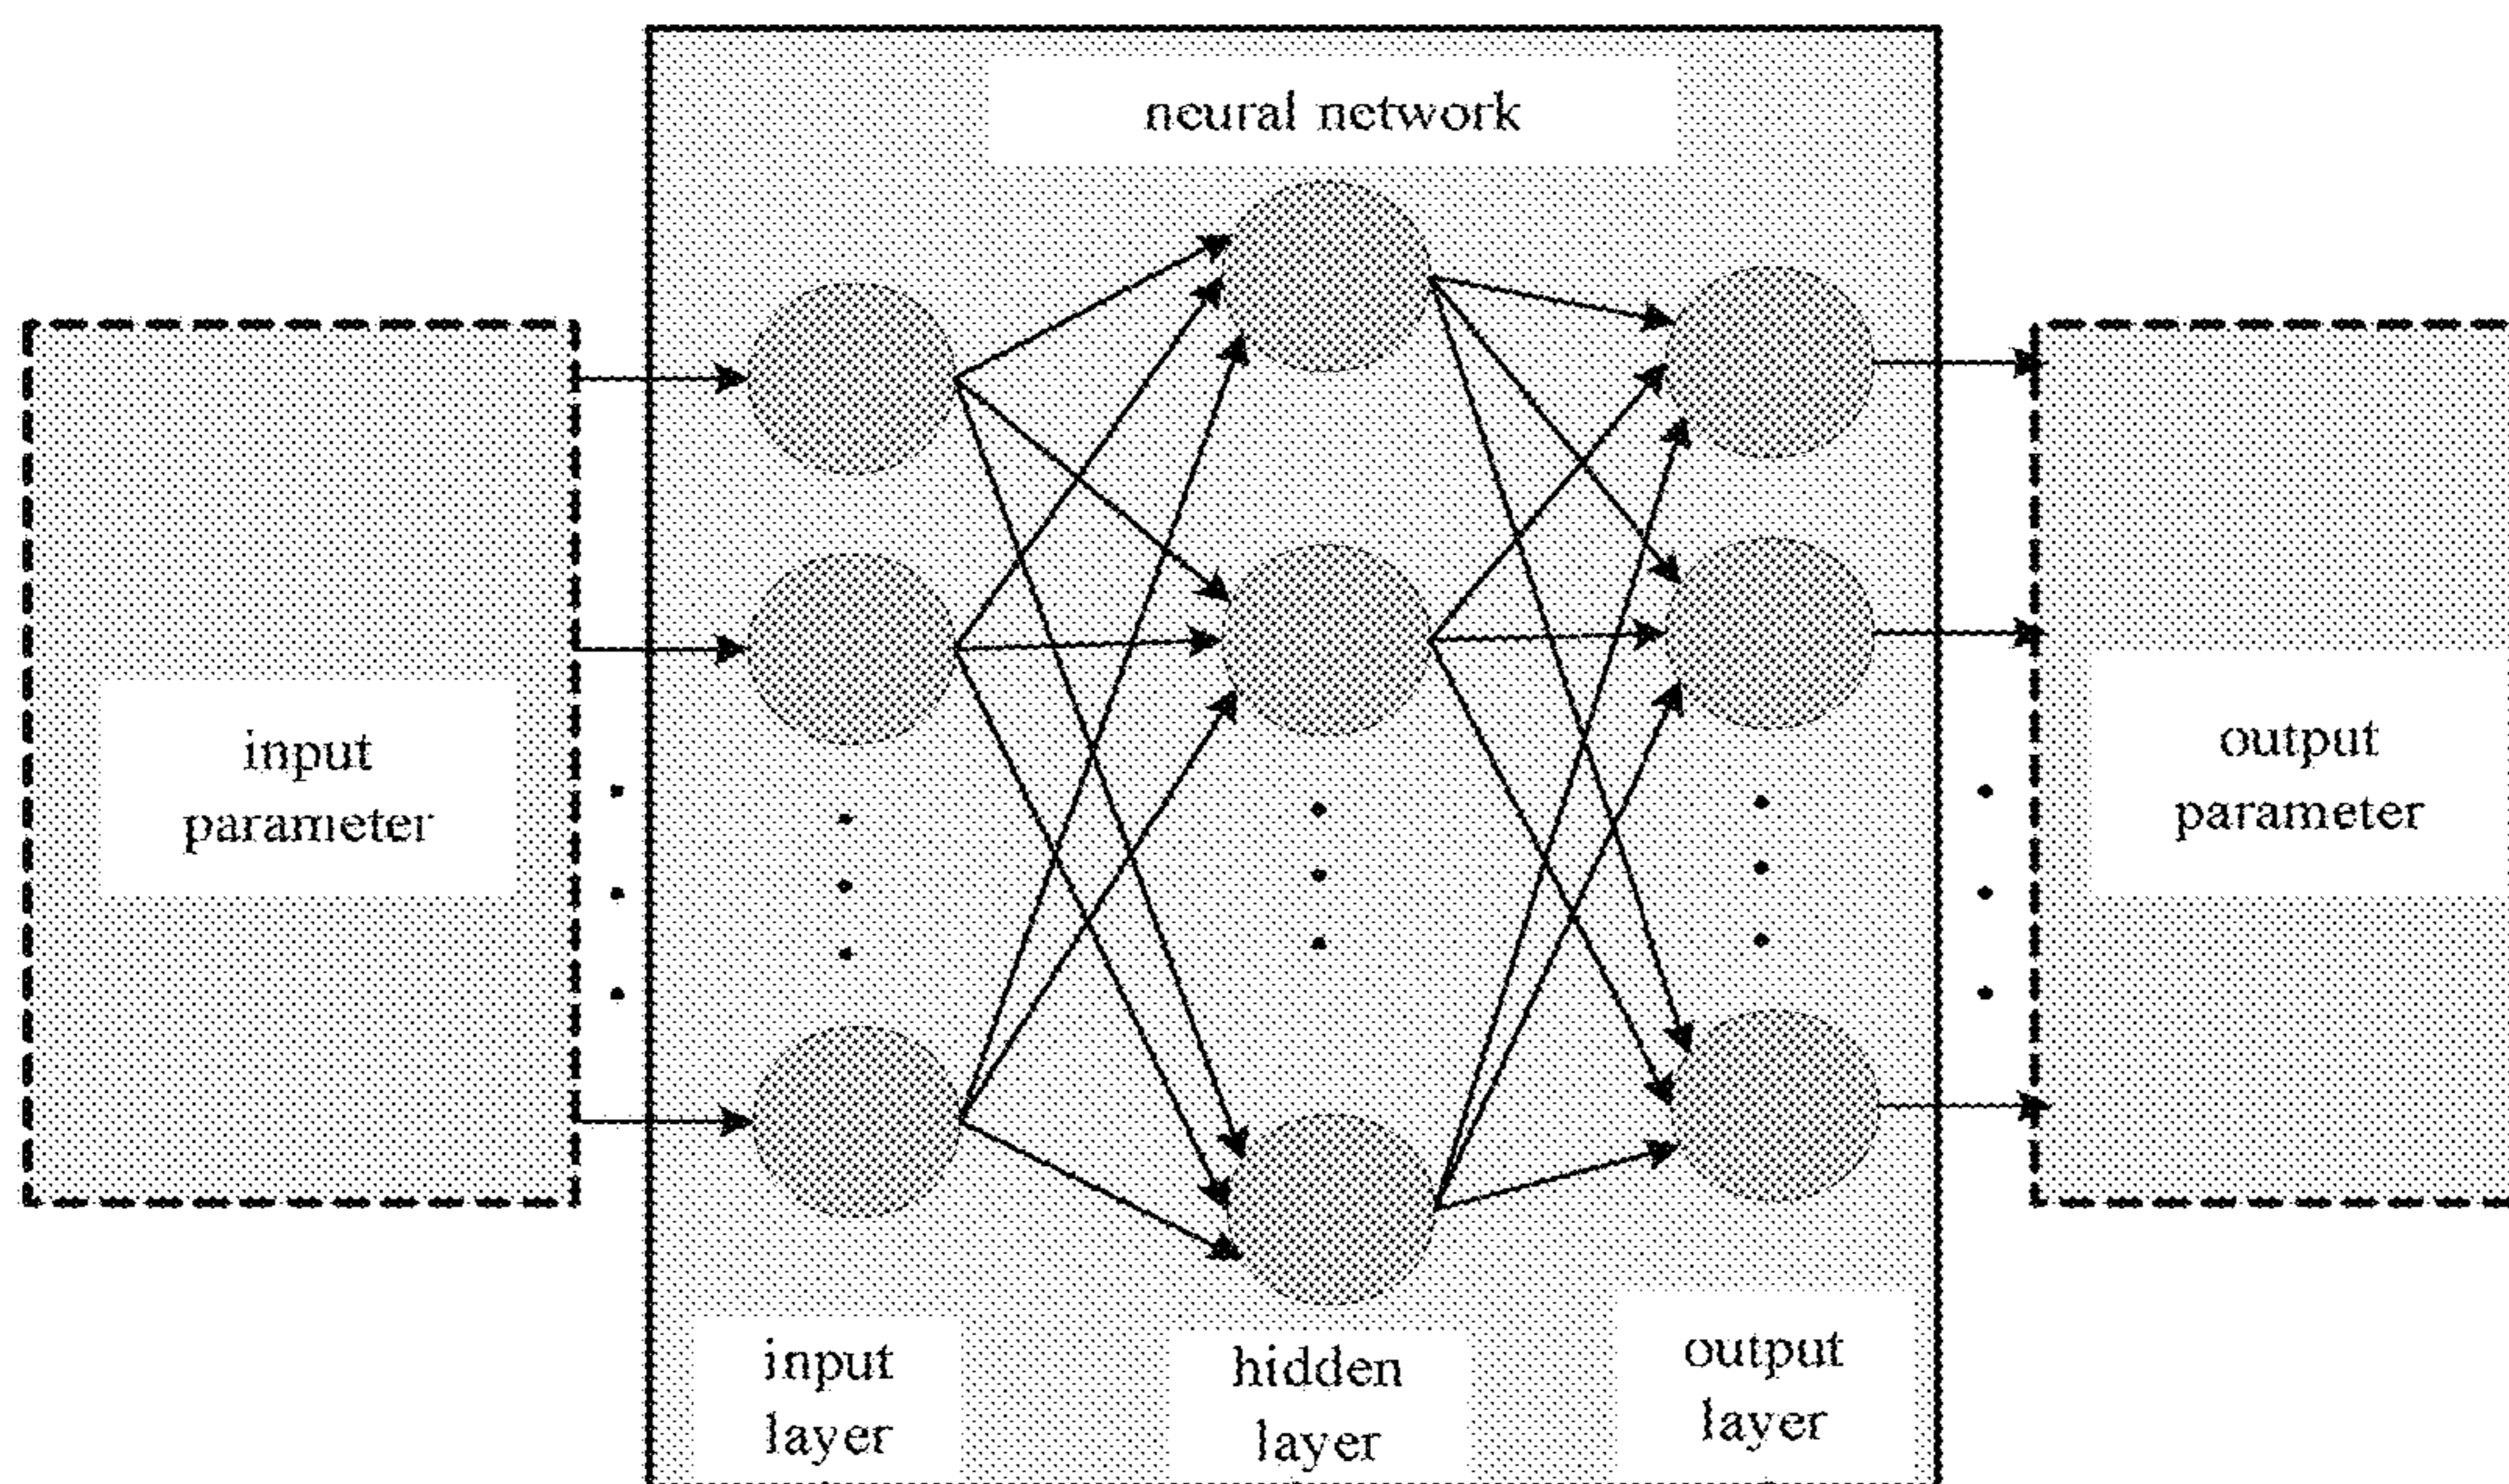 neural network
input
parameter
output
parameter
input
layer
hidden
layer
output
layer